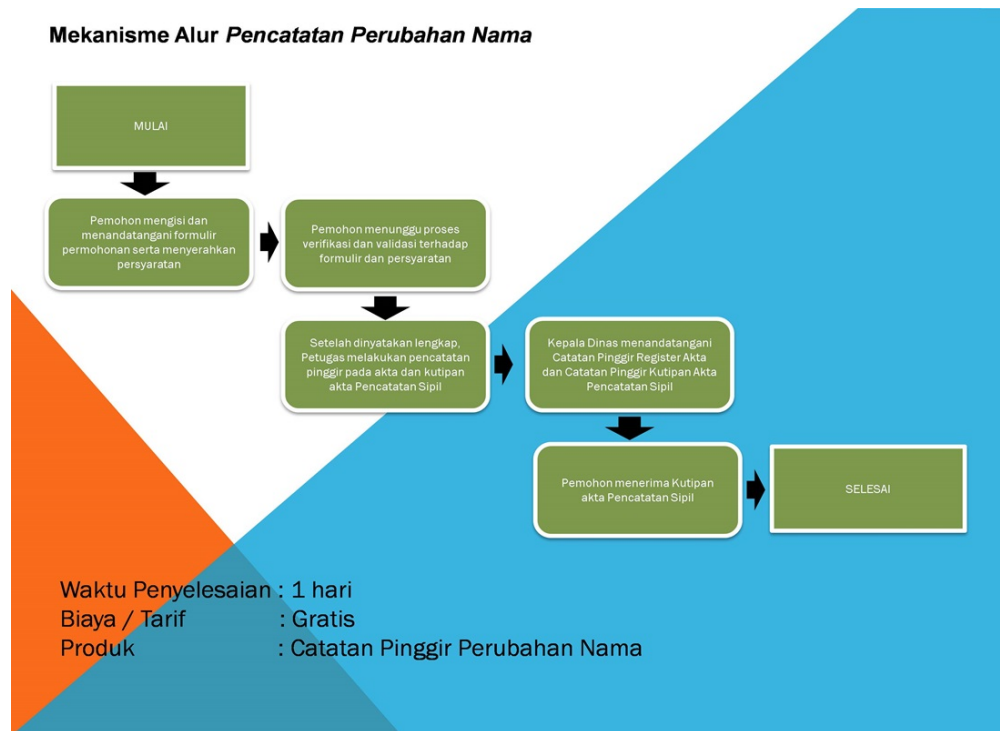 Mekanisme Alur Pencatatan Perubahan Nama
MULAI
Pemohon mengisi dan
menandatangani formulir
permohonan serta menyerahkan
persyaratan
Pemohon menunggu proses
verifikasi dan validasi terhadap
formulir dan persyaratan
Setelah dinyatakan lengkap,
Petugas melakukan pencatatan
pinggir pada akta dan kutipan
akta Pencatatan Sipil
Kepala Dinas menandatangani
Catatan Pinggir Register Akta
dan Catatan Pinggir Kutipan Akta
Pencatatan Sipil
Pemohon menerima Kutipan
akta Pencatatan Sipil
SELESAI
Waktu Penyelesaian : 1 hari
Biaya / Tarif : Gratis
Produk : Catatan Pinggir Perubahan Nama